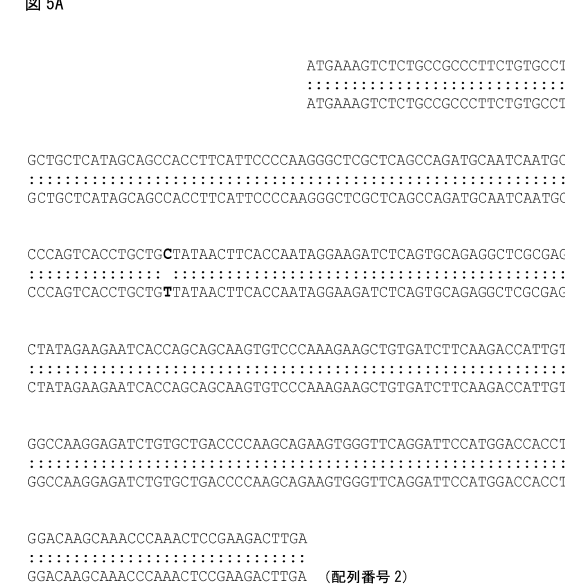 図 5A
ATGAAAGTCTCTGCCGCCCTTCTGTGCCT
:::::::::::::::::::::::::::::
ATGAAAGTCTCTGCCGCCCTTCTGTGCCT
GCTGCTCATAGCAGCCACCTTCATTCCCCAAGGGCTCGCTCAGCCAGATGCAATCAATGC
::::::::::::::::::::::::::::::::::::::::::::::::::::::::::::
GCTGCTCATAGCAGCCACCTTCATTCCCCAAGGGCTCGCTCAGCCAGATGCAATCAATGC
CCCAGTCACCTGCTGCTATAACTTCACCAATAGGAAGATCTCAGTGCAGAGGCTCGCGAG
::::::::::::::: ::::::::::::::::::::::::::::::::::::::::::::
CCCAGTCACCTGCTGTTATAACTTCACCAATAGGAAGATCTCAGTGCAGAGGCTCGCGAG
CTATAGAAGAATCACCAGCAGCAAGTGTCCCAAAGAAGCTGTGATCTTCAAGACCATTGT
::::::::::::::::::::::::::::::::::::::::::::::::::::::::::::
CTATAGAAGAATCACCAGCAGCAAGTGTCCCAAAGAAGCTGTGATCTTCAAGACCATTGT
GGCCAAGGAGATCTGTGCTGACCCCAAGCAGAAGTGGGTTCAGGATTCCATGGACCACCT
::::::::::::::::::::::::::::::::::::::::::::::::::::::::::::
GGCCAAGGAGATCTGTGCTGACCCCAAGCAGAAGTGGGTTCAGGATTCCATGGACCACCT
GGACAAGCAAACCCAAACTCCGAAGACTTGA
:::::::::::::::::::::::::::::::
GGACAAGCAAACCCAAACTCCGAAGACTTGA (配列番号 2)